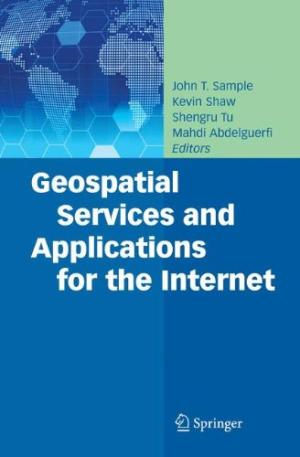 John T. Sample
Kevin Shaw
Shengru Tu
Mahdi Abdelguerfi
Editors
Geospatial
Services and
Applications
for the Internet
Springer